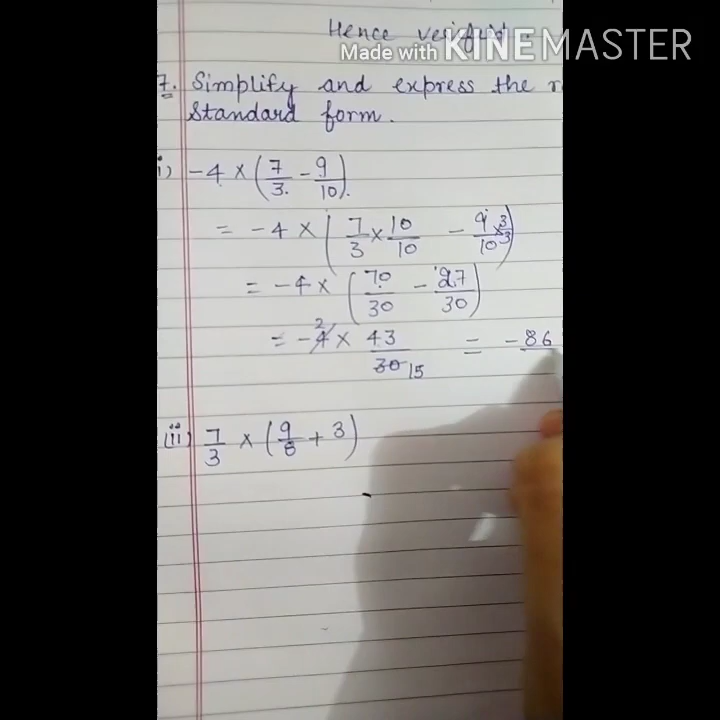 Hence verified.
Made with KINEMASTER
7. Simplify and express the r
Standard form.
i) -4 × (7/3 - 9/10).
= -4 × (7/3 × 10/10 - 9/10 × 3/3)
= -4 × (70/30 - 27/30)
= -4 2 × 43/30 15 = -86
(ii) 7/3 × (9/8 + 3)